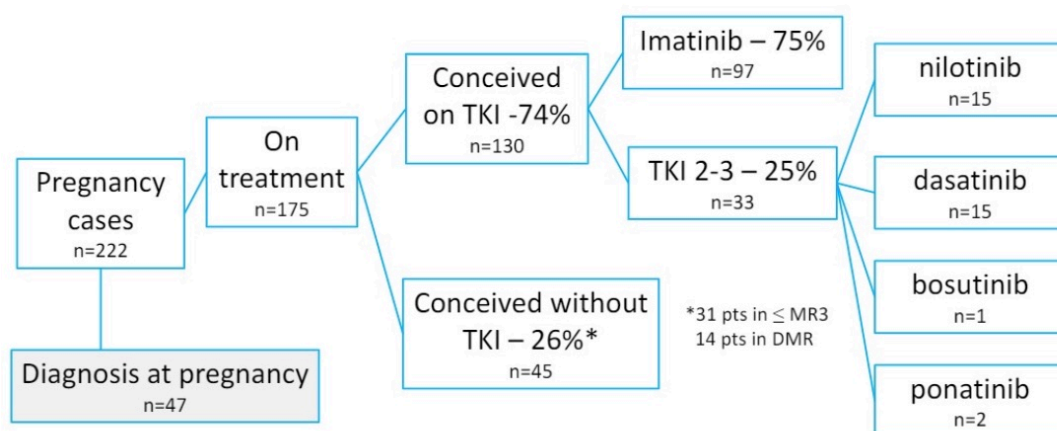 Pregnancy
cases
n=222
Diagnosis at pregnancy
n=47
On
treatment
n=175
Conceived
on TKI -74%
n=130
Conceived without
TKI – 26%*
n=45
Imatinib – 75%
n=97
TKI 2-3 – 25%
n=33
*31 pts in ≤ MR3
14 pts in DMR
nilotinib
n=15
dasatinib
n=15
bosutinib
n=1
ponatinib
n=2